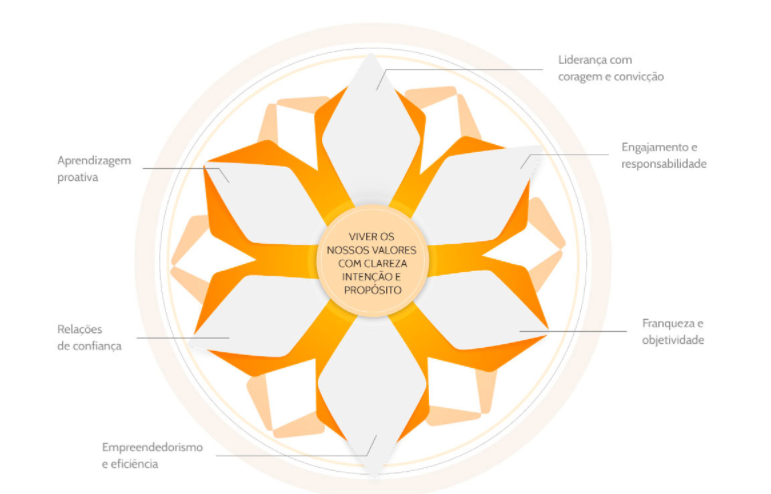 Liderança com
coragem e convicção
Engajamento e
responsabilidade
Aprendizagem
proativa
VIVER OS
NOSSOS VALORES
COM CLAREZA
INTENÇÃO E
PROPÓSITO
Franqueza e
objetividade
Relações
de confiança
Empreendedorismo
e eficiência